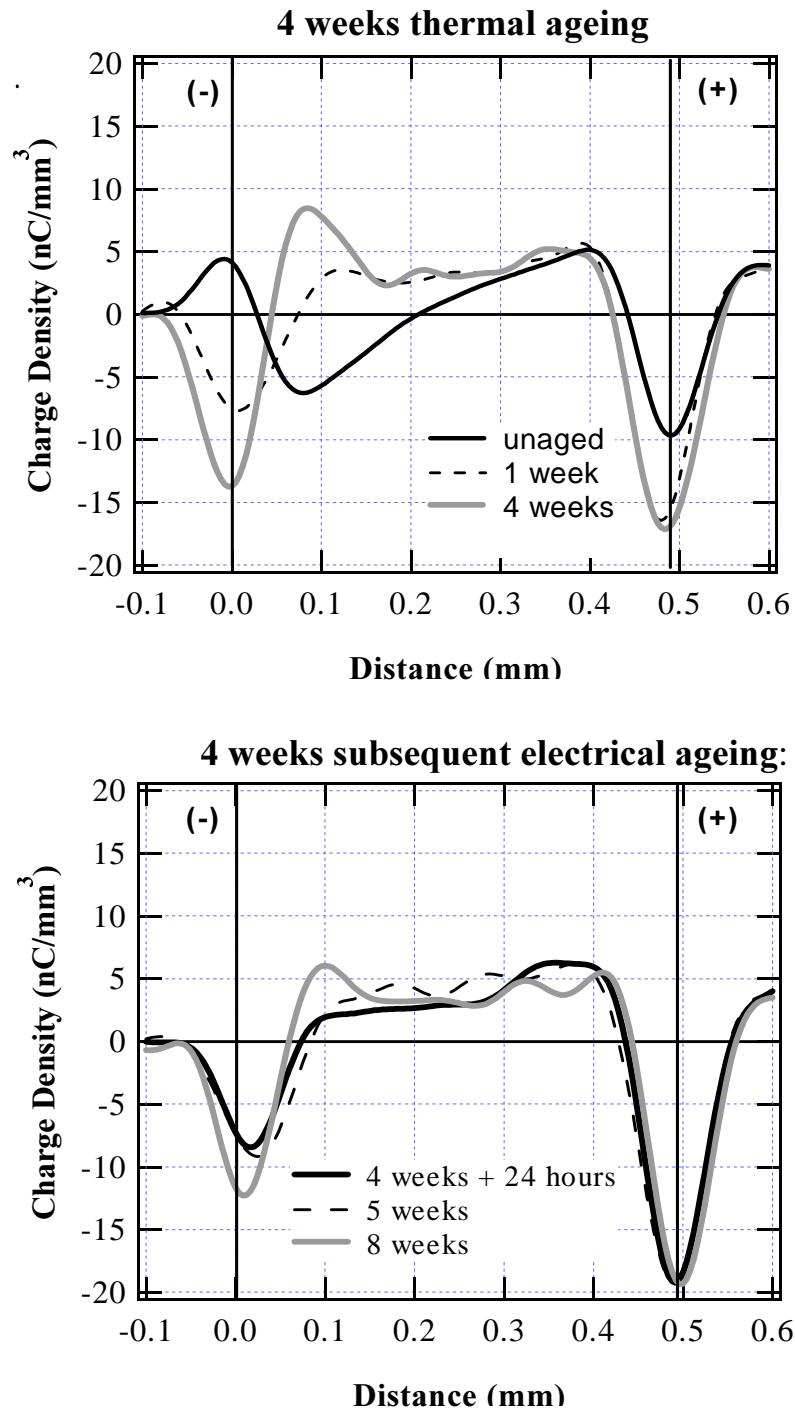 4 weeks thermal ageing
20
(-)
(+)
15
10
5
0
-5
-10
-15
-20
Charge Density (nC/mm³)
unaged
1 week
4 weeks
-0.1 0.0 0.1 0.2 0.3 0.4 0.5 0.6
Distance (mm)
4 weeks subsequent electrical ageing:
20
(-)
(+)
15
10
5
0
-5
-10
-15
-20
Charge Density (nC/mm³)
4 weeks + 24 hours
5 weeks
8 weeks
-0.1 0.0 0.1 0.2 0.3 0.4 0.5 0.6
Distance (mm)